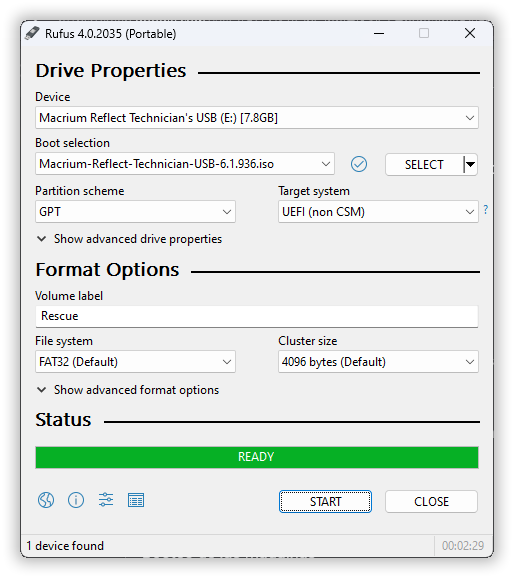 Rufus 4.0.2035 (Portable)
Drive Properties
Device
Macrium Reflect Technician's USB (E:) [7.8GB]
Boot selection
Macrium-Reflect-Technician-USB-6.1.936.iso
SELECT
Partition scheme
Target system
GPT
UEFI (non CSM)
?
Show advanced drive properties
Format Options
Volume label
Rescue
File system
Cluster size
FAT32 (Default)
4096 bytes (Default)
Show advanced format options
Status
READY
START
CLOSE
1 device found
00:02:29